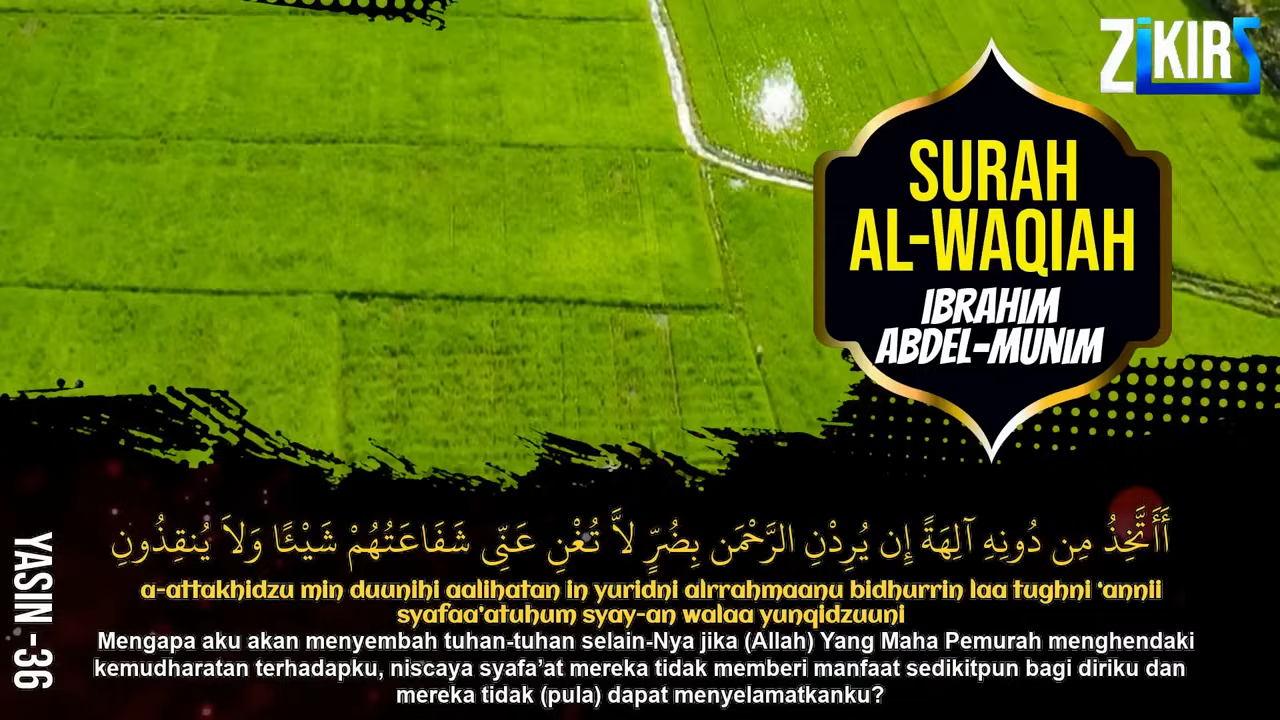 ZiKIRS
SURAH
AL-WAQIAH
IBRAHIM
ABDEL-MUNIM
أَأَتَّخِذُ مِن دُونِهِ آلِهَةً إِن يُرِدْنِ الرَّحْمَن بِضُرٍّ لاَّ تُغْنِ عَنِّي شَفَاعَتُهُمْ شَيْئًا وَلاَ يُنقِذُونِ
a-attakhidzu min duunihi aalihatan in yuridni alrrahmaanu bidhurrin laa tughni ‘annii
syafaa’atuhum syay-an walaa yunqidzuuni
Mengapa aku akan menyembah tuhan-tuhan selain-Nya jika (Allah) Yang Maha Pemurah menghendaki
kemudharatan terhadapku, niscaya syafa’at mereka tidak memberi manfaat sedikitpun bagi diriku dan
mereka tidak (pula) dapat menyelamatkanku?
YASIN - 36